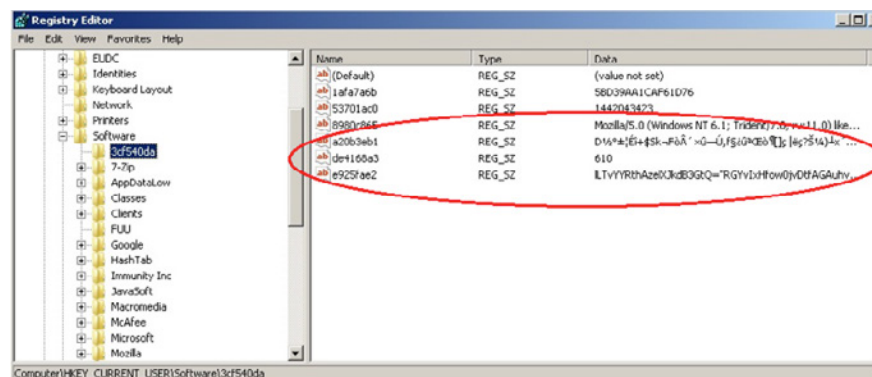 Registry Editor
File Edit View Favorites Help
EUDC
Identities
Keyboard Layout
Network
Printers
Software
3cf540da
7-Zip
AppDataLow
Classes
Clients
FUU
Google
HashTab
Immunity Inc
JavaSoft
Macromedia
McAfee
Microsoft
Mozilla
Name Type Data
(Default) REG_SZ (value not set)
1afa7a6b REG_SZ 5BD39AA1CAF61D76
53701ac0 REG_SZ 1442043423
8980c865 REG_SZ Mozilla/5.0 (Windows NT 6.1; Trident/7.0; rv:11.0) like...
a20b3eb1 REG_SZ
de4168a3 REG_SZ 610
e925fae2 REG_SZ
Computer\HKEY_CURRENT_USER\Software\3cf540da